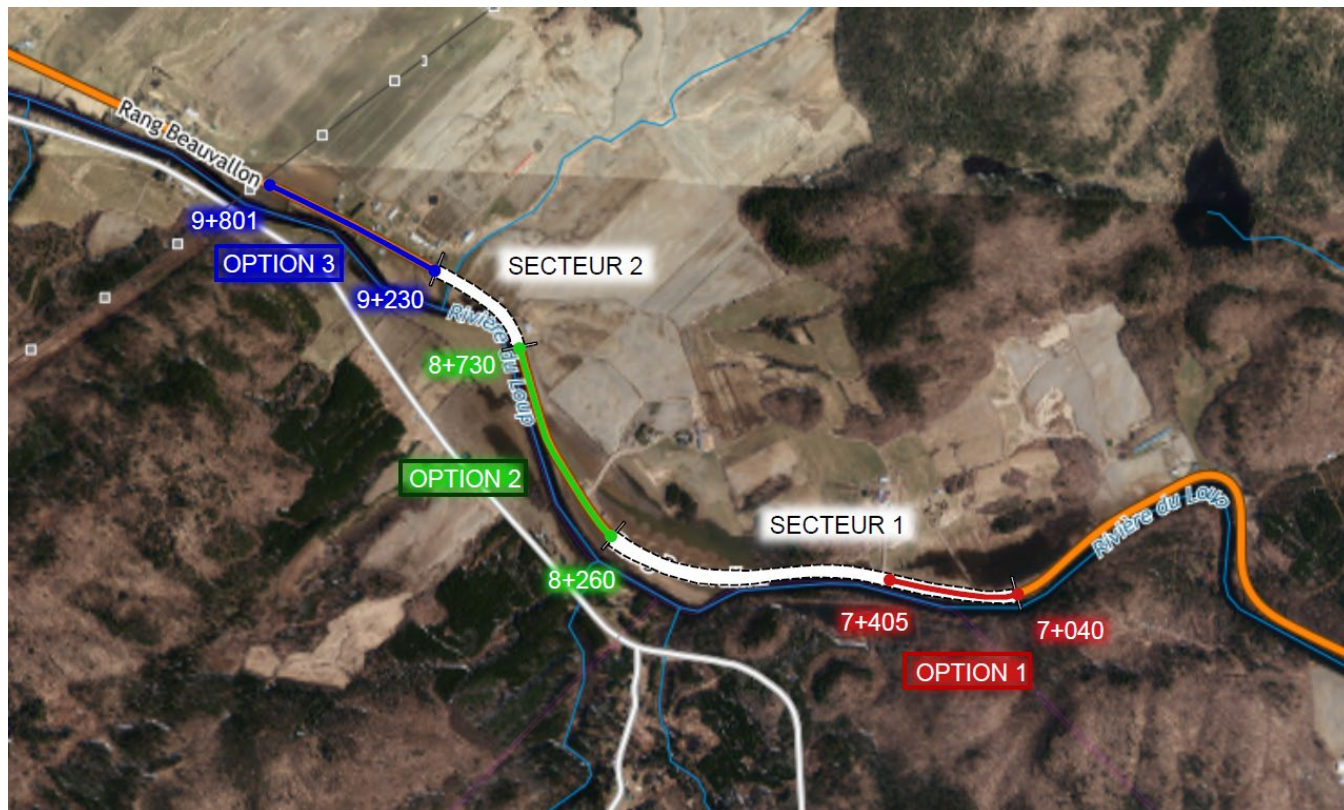 Rang Beauvallon
9+801
OPTION 3
SECTEUR 2
9+230
Rivière du Loup
8+730
OPTION 2
SECTEUR 1
Rivière du Loup
8+260
7+405
7+040
OPTION 1